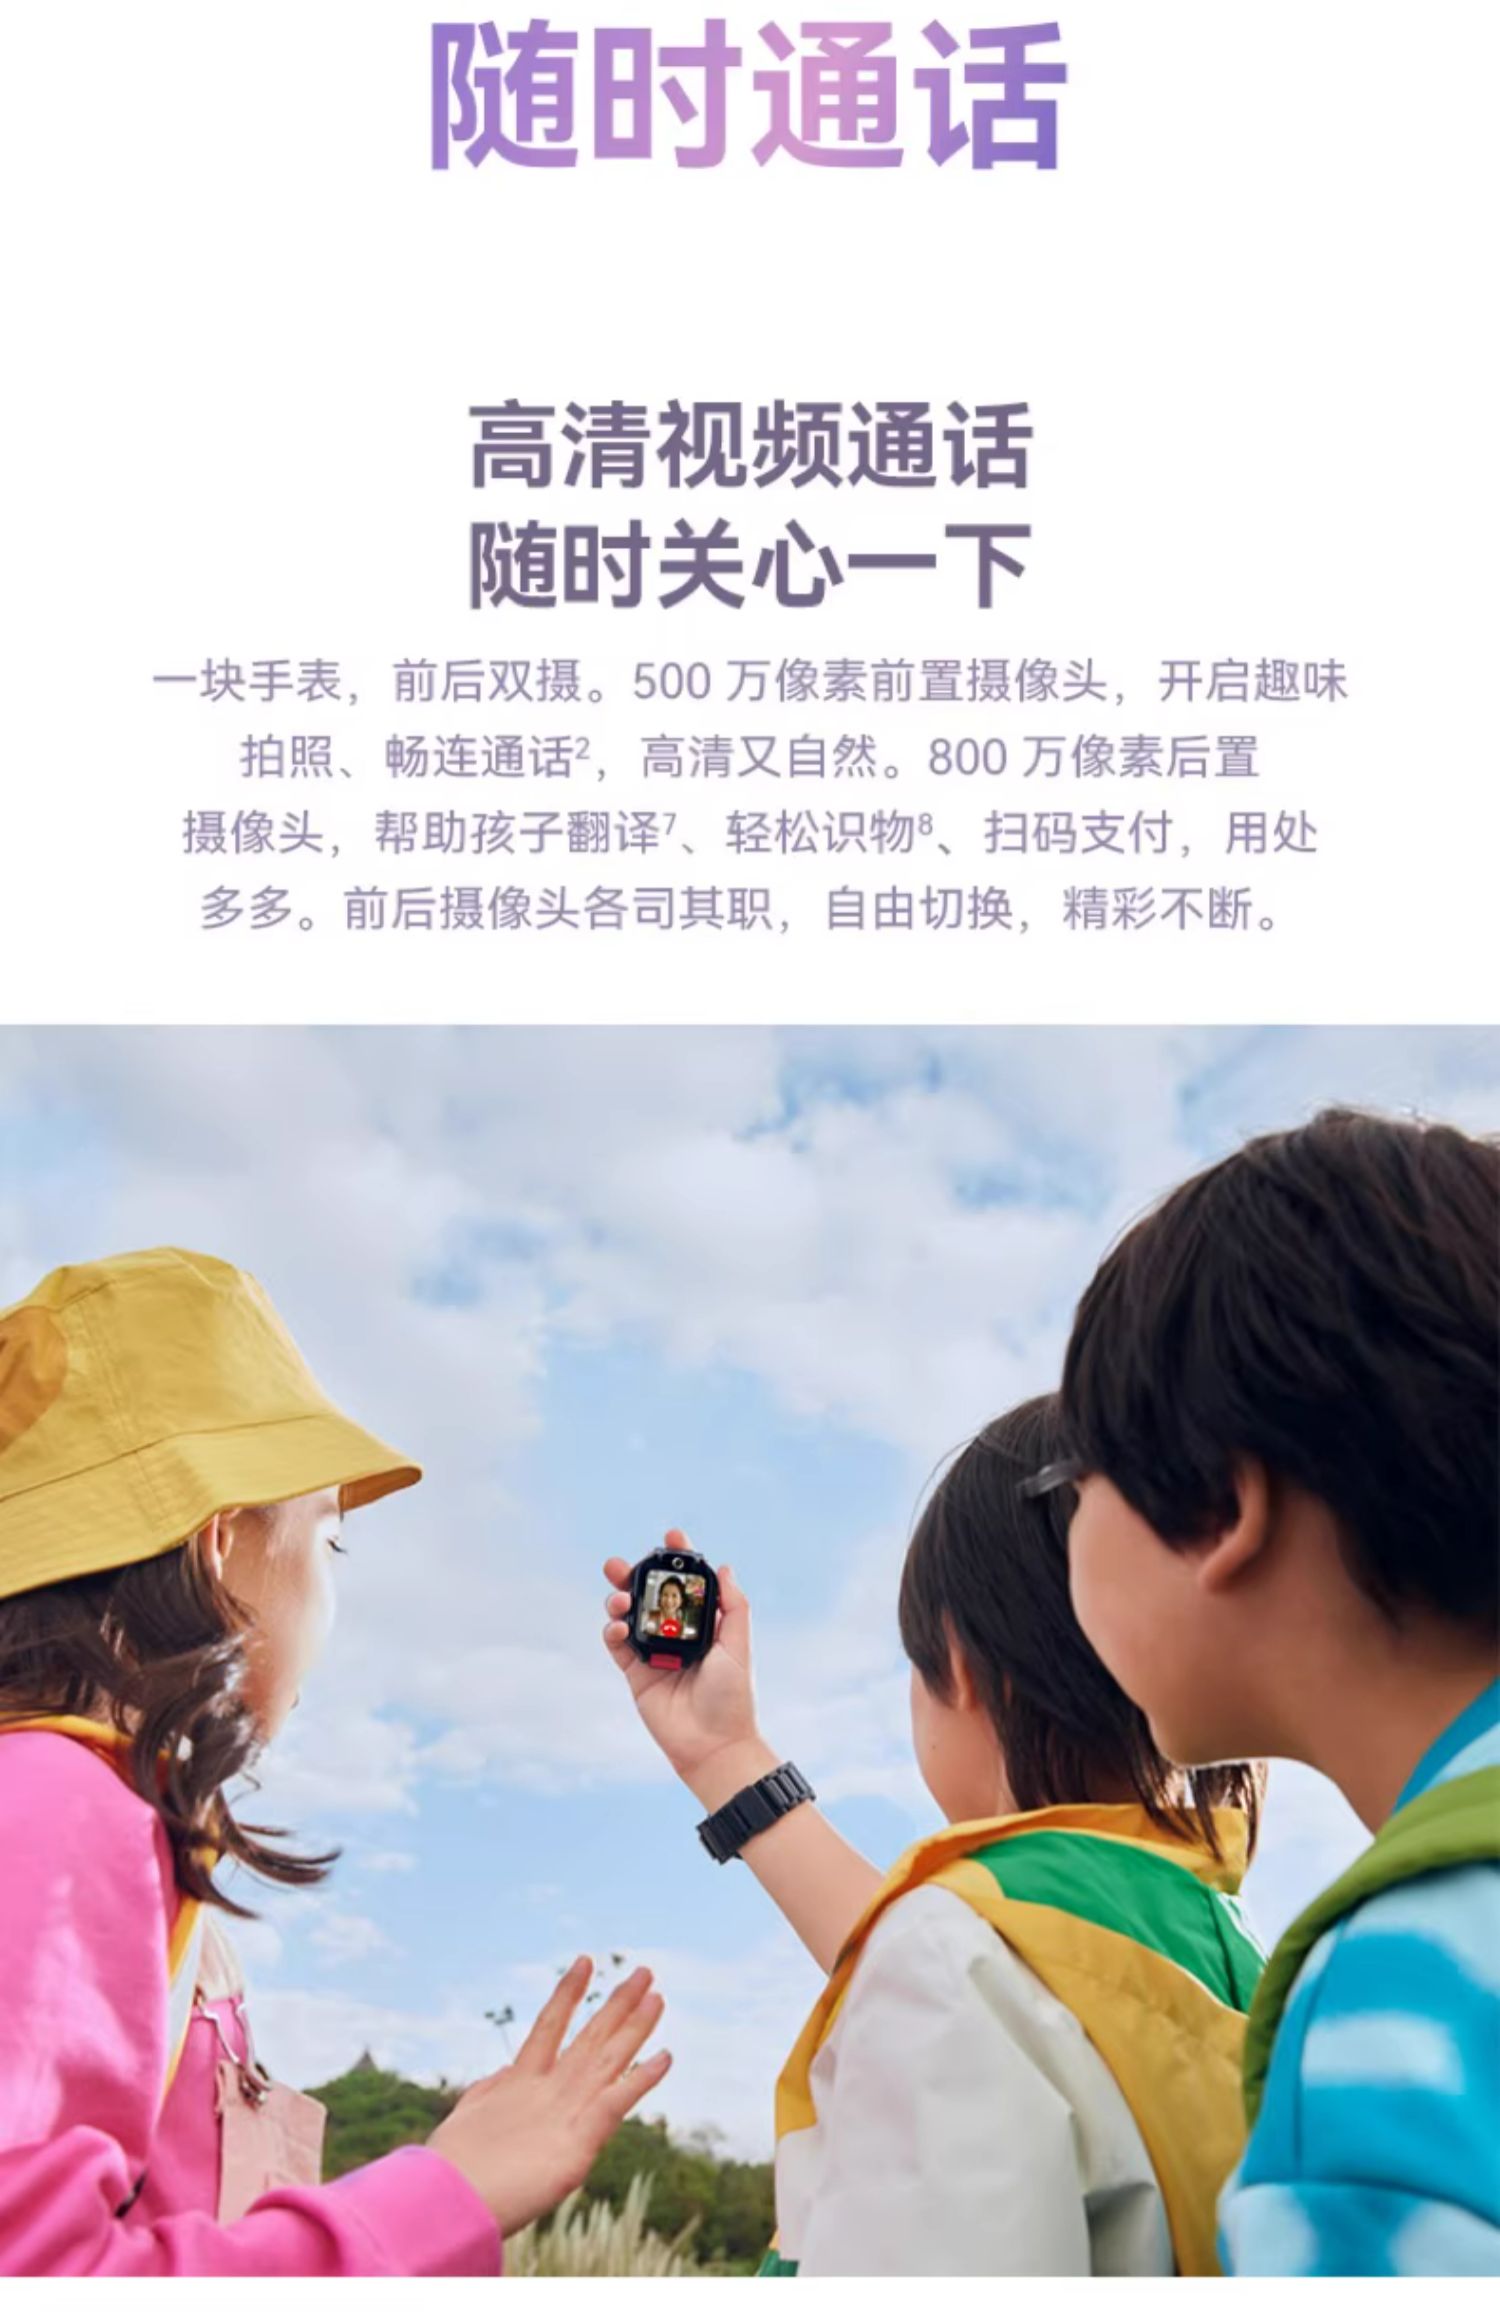 随时通话
高清视频通话
随时关心一下
一块手表，前后双摄。500 万像素前置摄像头，开启趣味
拍照、畅连通话²，高清又自然。800 万像素后置
摄像头，帮助孩子翻译⁷、轻松识物⁸、扫码支付，用处
多多。前后摄像头各司其职，自由切换，精彩不断。